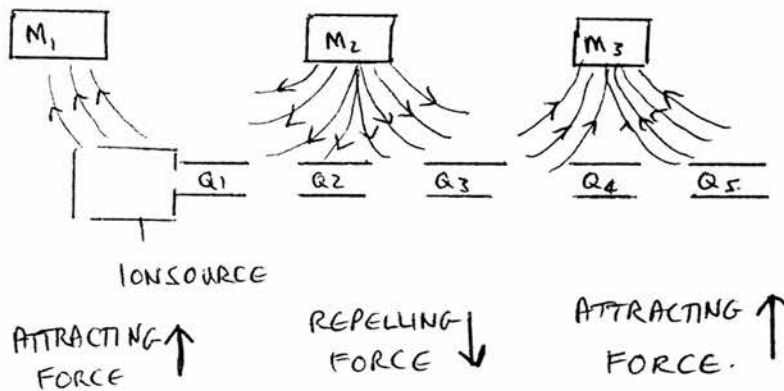 M1
M2
M3
Q1
Q2
Q3
Q4
Q5.
IONSOURCE
ATTRACTING
FORCE
REPELLING
FORCE
ATTRACTING
FORCE.